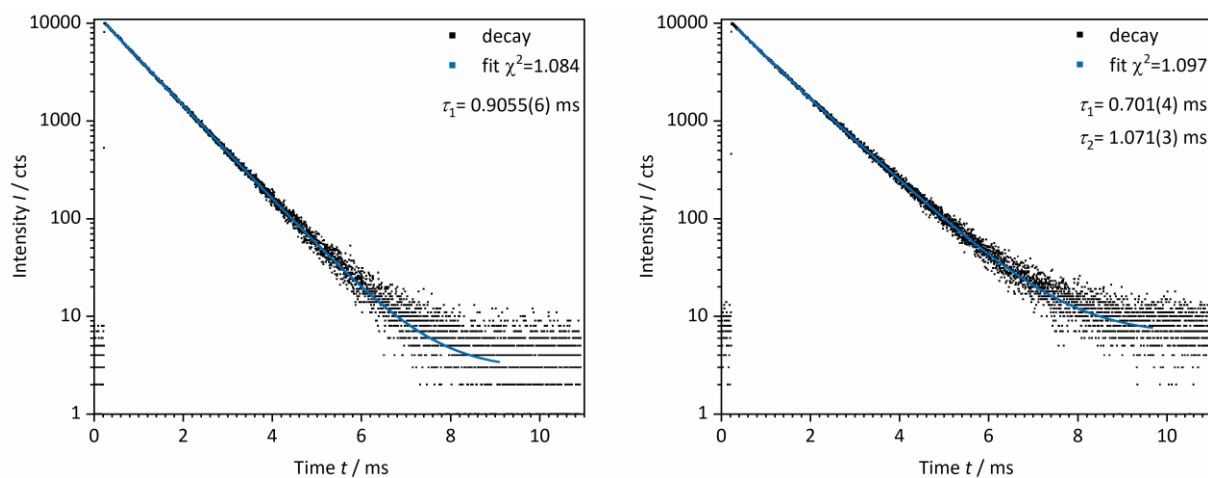 10000
1000
100
10
1
Intensity I / cts
0
2
4
6
8
10
Time t / ms
decay
fit χ²=1.084
τ₁= 0.9055(6) ms
10000
1000
100
10
1
Intensity I / cts
0
2
4
6
8
10
Time t / ms
decay
fit χ²=1.097
τ₁= 0.701(4) ms
τ₂= 1.071(3) ms